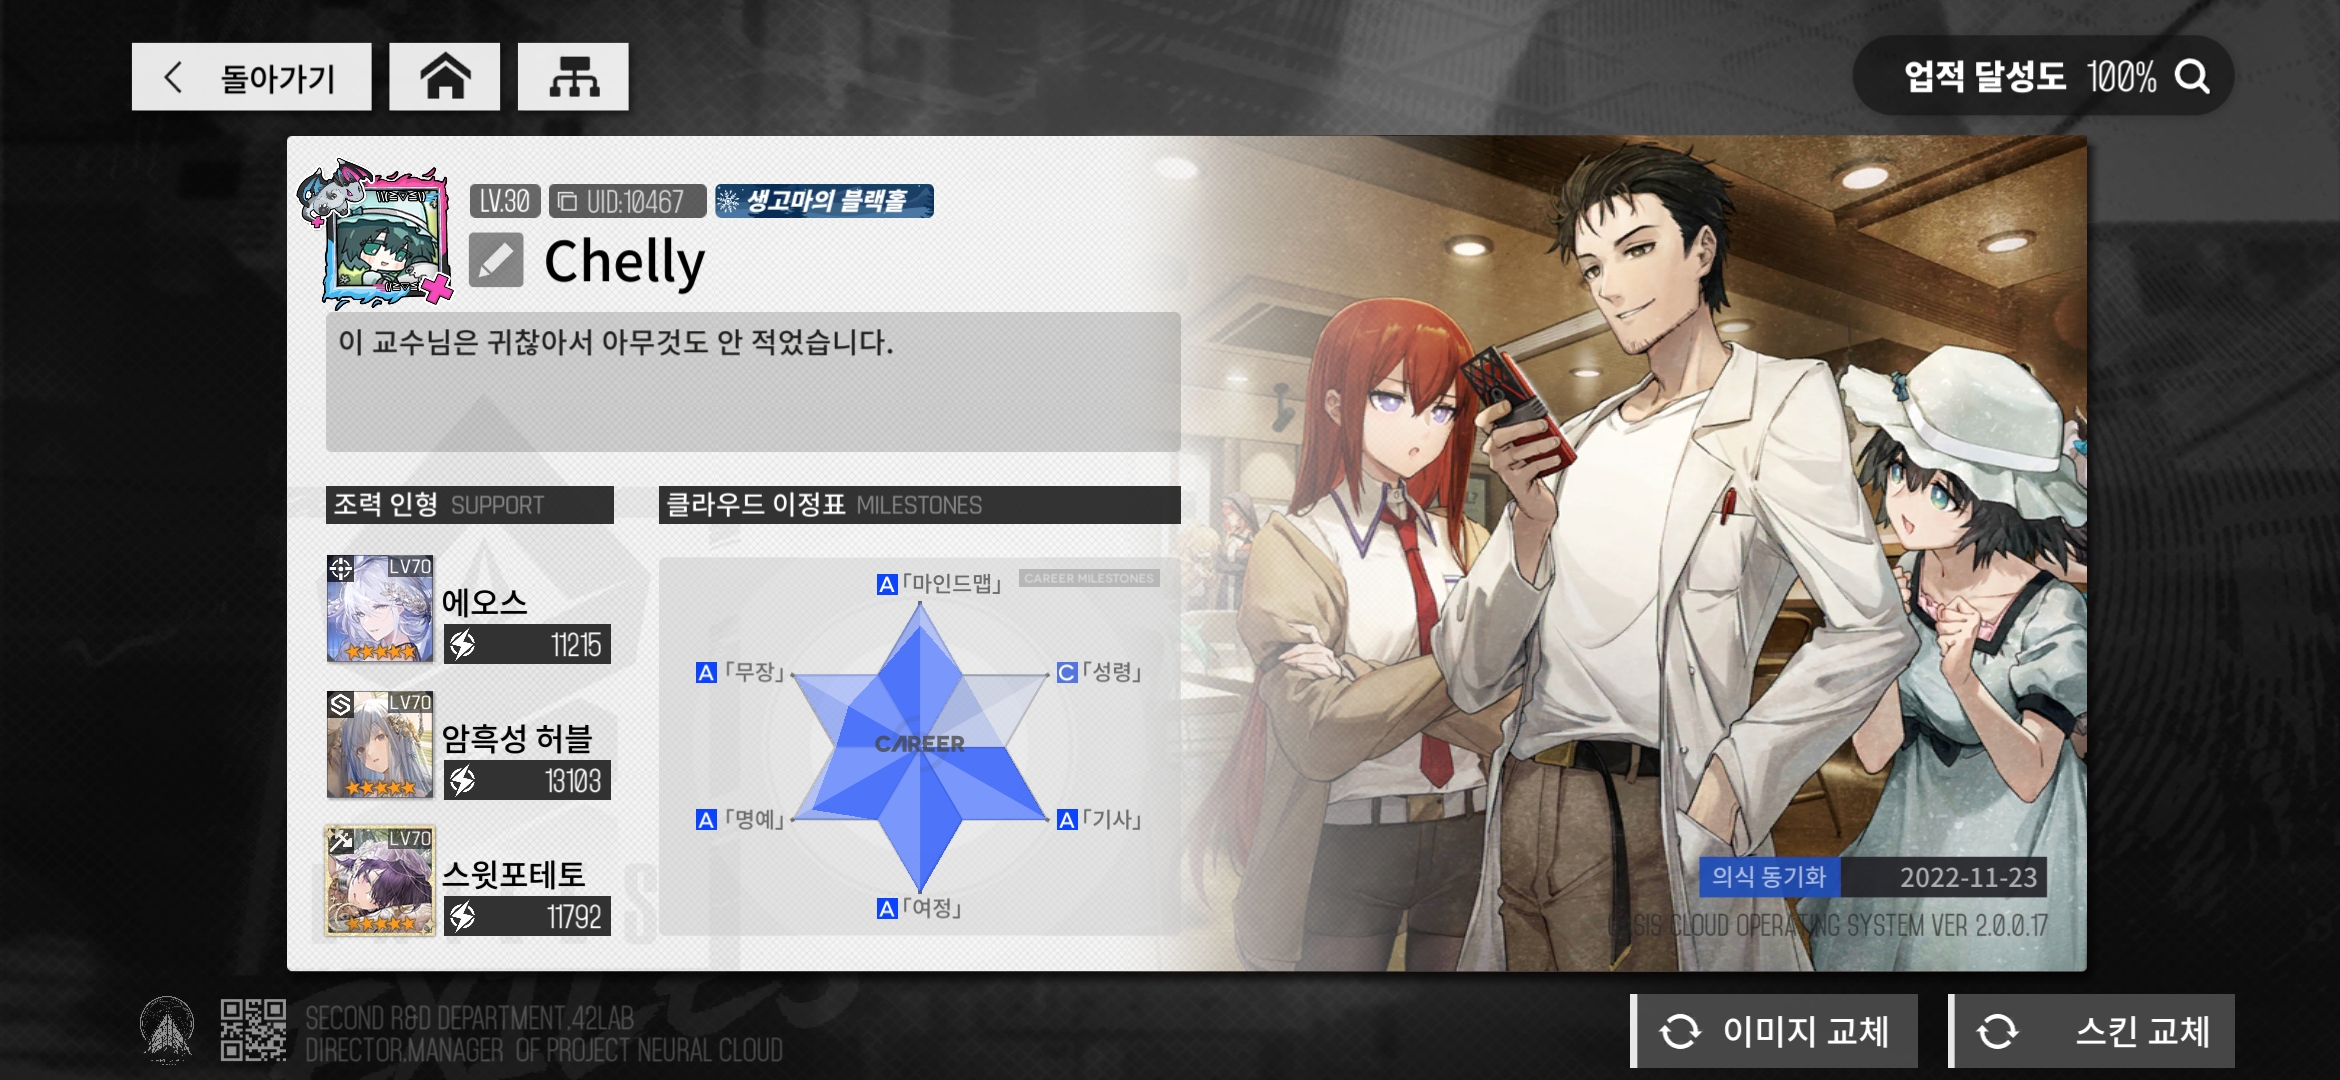 돌아가기
업적 달성도 100%
LV.30 UID:10467 생고마의 블랙홀
Chelly
이 교수님은 귀찮아서 아무것도 안 적었습니다.
조력 인형 SUPPORT
클라우드 이정표 MILESTONES
LV70
에오스
11215
LV70
암흑성 허블
13103
LV70
스윗포테토
11792
CAREER MILESTONES
A「마인드맵」
A「무장」
C「성령」
CAREER
A「명예」
A「기사」
A「여정」
의식 동기화 2022-11-23
OASIS CLOUD OPERATING SYSTEM VER 2.0.0.17
SECOND R&D DEPARTMENT,42LAB
DIRECTOR.MANAGER OF PROJECT NEURAL CLOUD
이미지 교체
스킨 교체